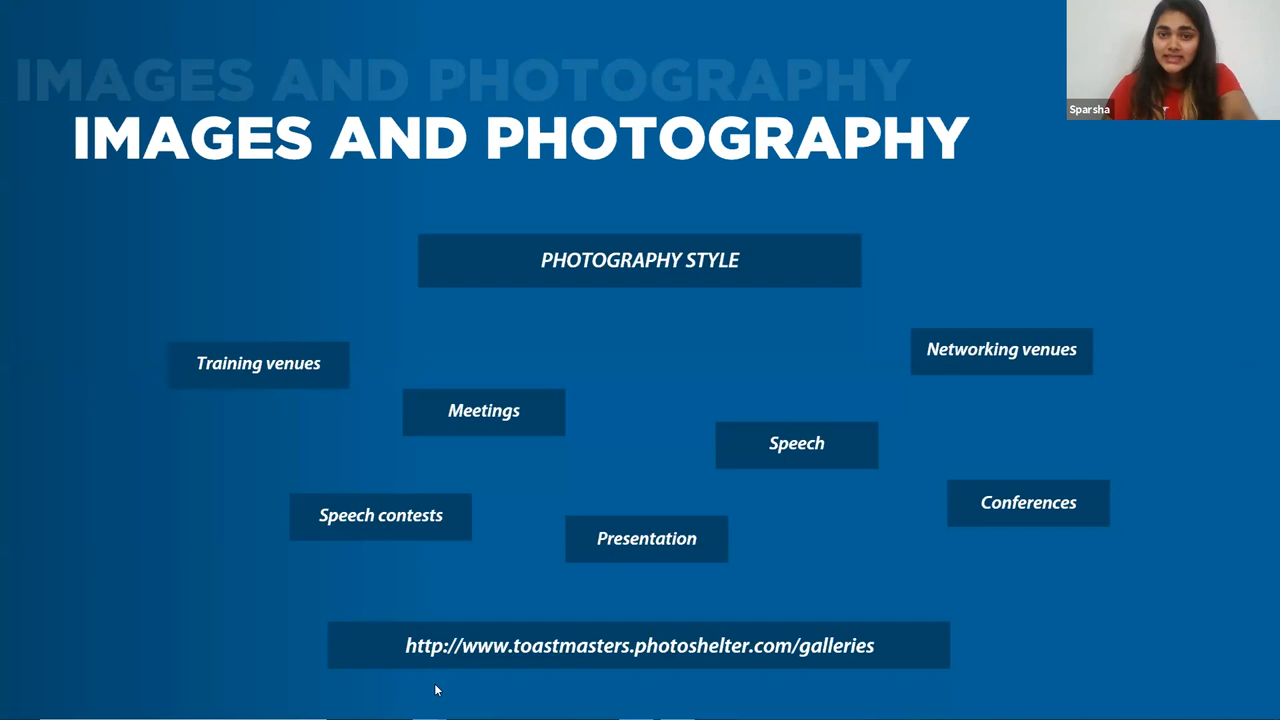 IMAGES AND PHOTOGRAPHY
IMAGES AND PHOTOGRAPHY
Sparsha
PHOTOGRAPHY STYLE
Training venues
Networking venues
Meetings
Speech
Speech contests
Conferences
Presentation
http://www.toastmasters.photoshelter.com/galleries